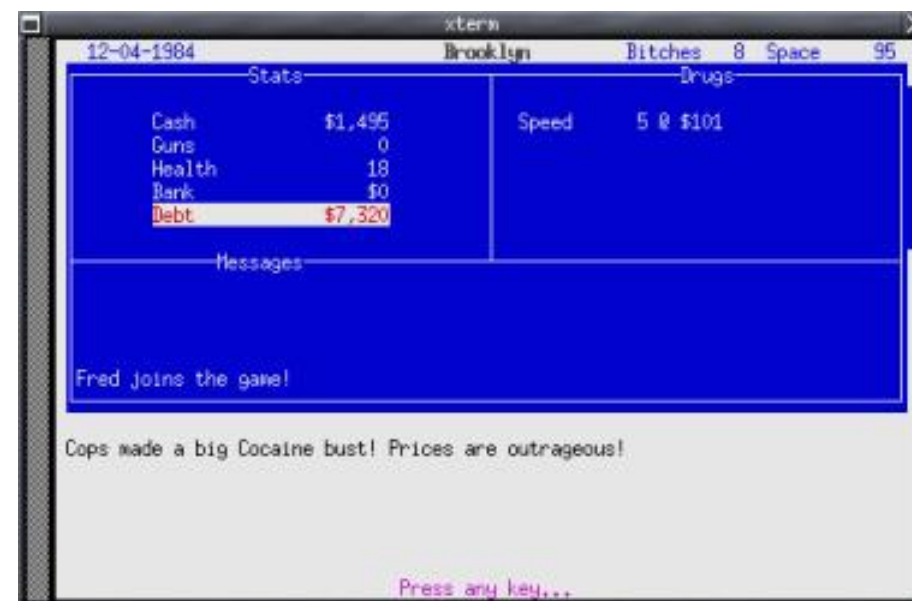 xterm
12-04-1984 Brooklyn Bitches 8 Space 95
Stats Drugs
Cash $1,495 Speed 5 @ $101
Guns 0
Health 18
Bank $0
Debt $7,320
Messages
Fred joins the game!
Cops made a big Cocaine bust! Prices are outrageous!
Press any key...